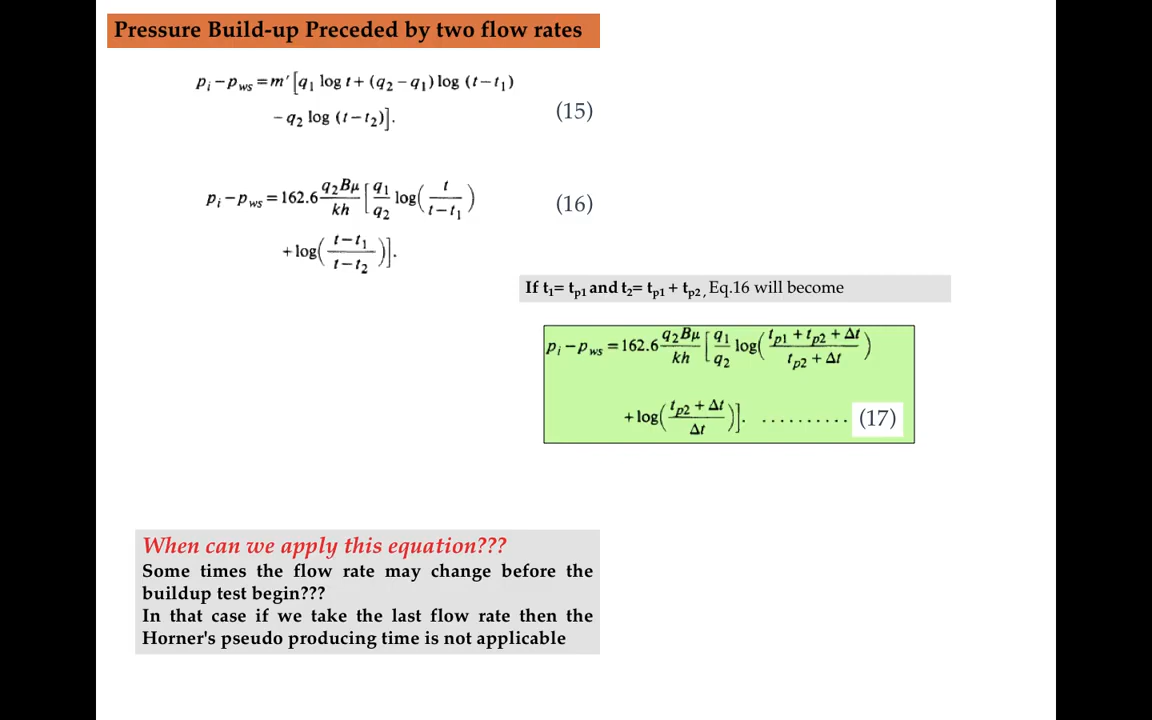 Pressure Build-up Preceded by two flow rates
p_i − p_ws = m′[q_1 log t + (q_2 − q_1) log (t − t_1)
− q_2 log (t − t_2)].
(15)
p_i − p_ws = 162.6 q_2Bμ/kh [q_1/q_2 log(t/(t − t_1))
(16)
+ log((t − t_1)/(t − t_2))].
If t_1= t_p1 and t_2= t_p1 + t_p2 , Eq.16 will become
p_i − p_ws = 162.6 q_2Bμ/kh [q_1/q_2 log((t_p1 + t_p2 + Δt)/(t_p2 + Δt))
+ log((t_p2 + Δt)/Δt)]. .......... (17)
When can we apply this equation???
Some times the flow rate may change before the
buildup test begin???
In that case if we take the last flow rate then the
Horner's pseudo producing time is not applicable